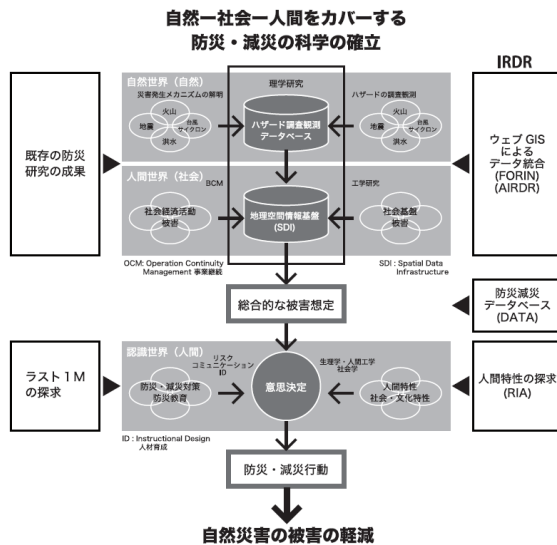 自然ー社会ー人間をカバーする
防災・減災の科学の確立
IRDR
自然世界（自然）
理学研究
災害発生メカニズムの解明
ハザードの調査観測
火山
地震
台風
サイクロン
洪水
ハザード調査観測
データベース
火山
地震
台風
サイクロン
洪水
既存の防災
研究の成果
ウェブ GIS
による
データ統合
(FORIN)
(AIRDR)
人間世界（社会）
BCM
工学研究
社会経済活動
被害
地理空間情報基盤
(SDI)
社会基盤
被害
OCM: Operation Continuity
Management 事業継続
SDI : Spatial Data
Infrastructure
総合的な被害想定
防災減災
データベース
(DATA)
認識世界（人間）
リスク
コミュニケーション
ID
生理学・人間工学
社会学
ラスト１M
の探求
防災・減災対策
防災教育
意思決定
人間特性
社会・文化特性
人間特性の探求
(RIA)
ID : Instructional Design
人材育成
防災・減災行動
自然災害の被害の軽減